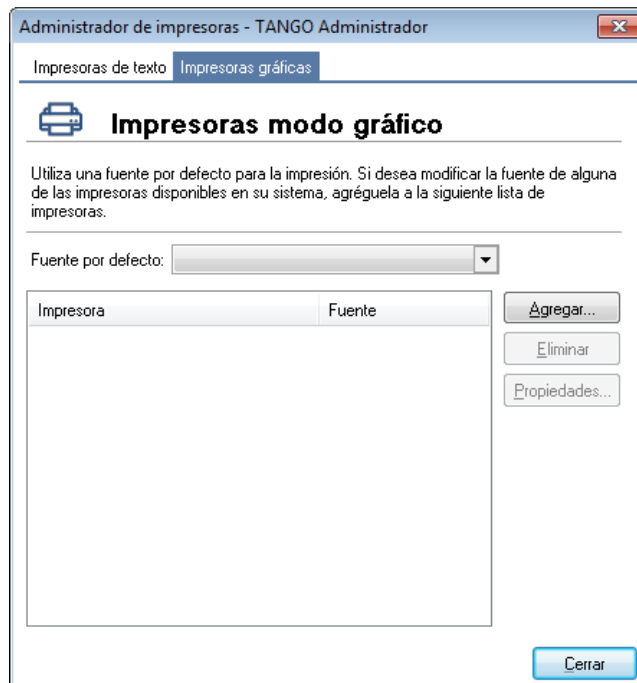 Administrador de impresoras - TANGO Administrador
Impresoras de texto Impresoras gráficas
Impresoras modo gráfico
Utiliza una fuente por defecto para la impresión. Si desea modificar la fuente de alguna
de las impresoras disponibles en su sistema, agréguela a la siguiente lista de
impresoras.
Fuente por defecto:
Impresora Fuente
Agregar...
Eliminar
Propiedades...
Cerrar